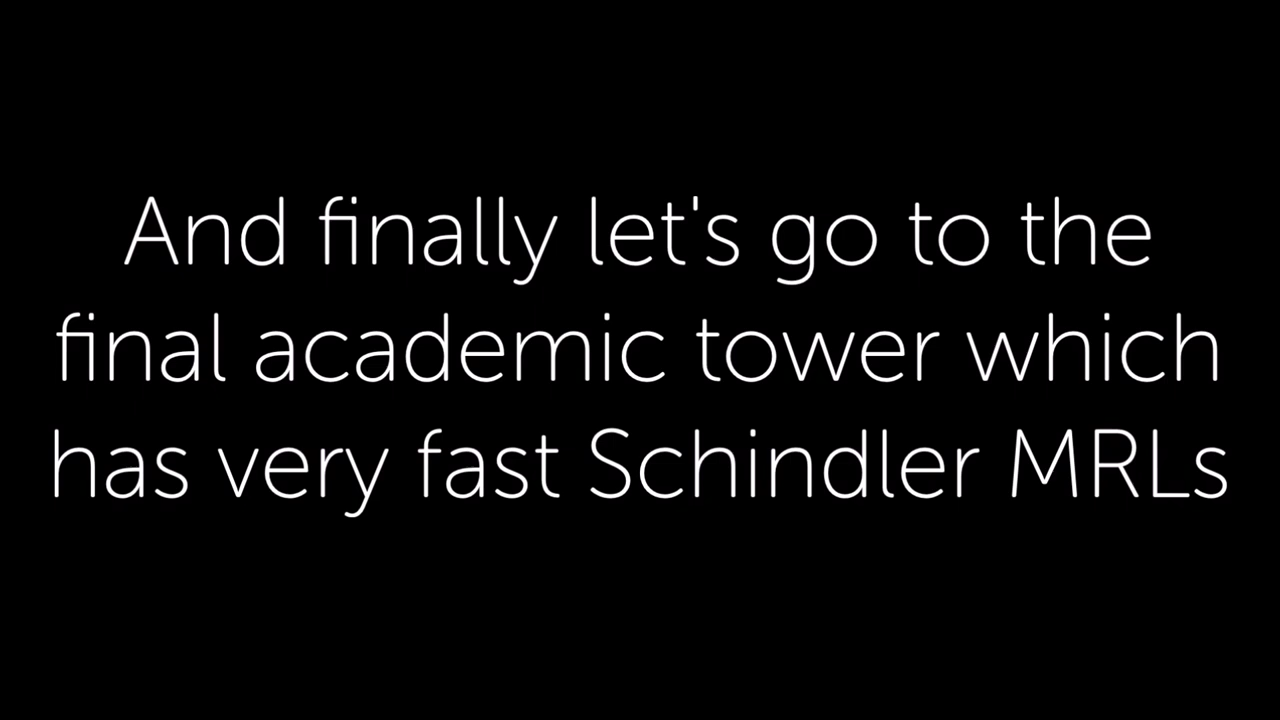 And finally let's go to the
final academic tower which
has very fast Schindler MRLs